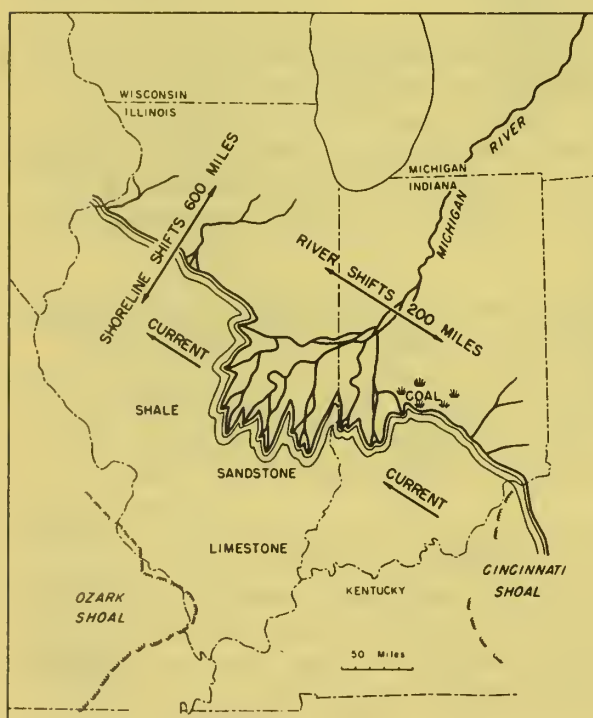 WISCONSIN
ILLINOIS
MICHIGAN
INDIANA
MICHIGAN RIVER
SHORELINE SHIFTS 600 MILES
RIVER SHIFTS 200 MILES
CURRENT
COAL
SHALE
SANDSTONE
CURRENT
LIMESTONE
CINCINNATI
SHOAL
KENTUCKY
OZARK
SHOAL
50 Miles